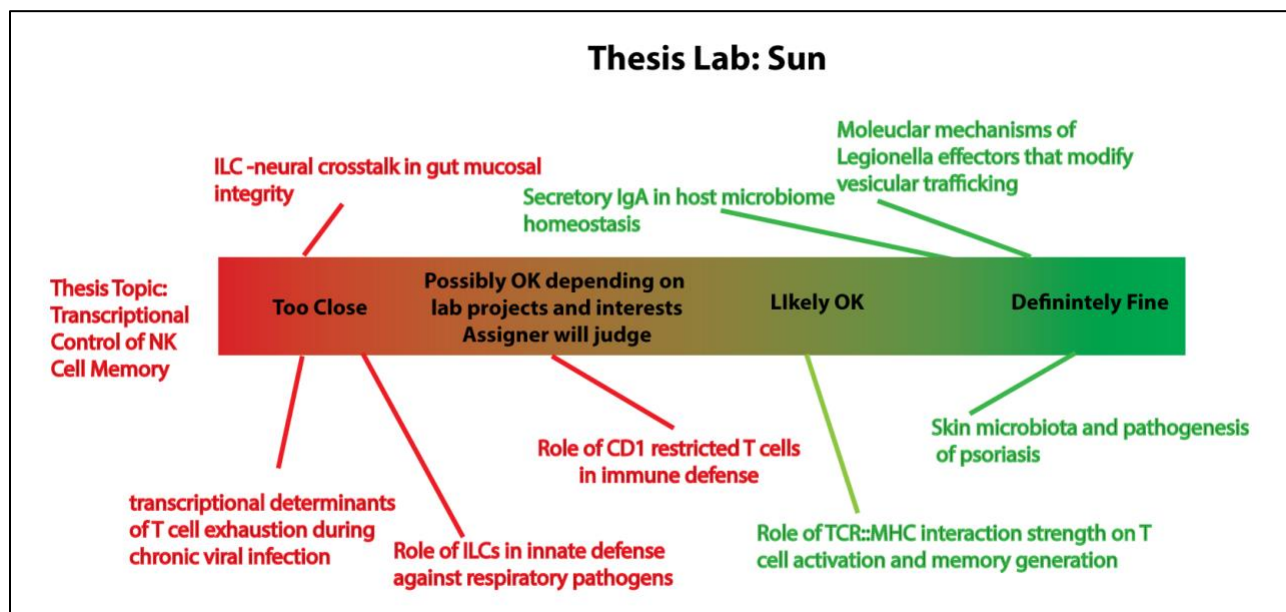 Thesis Lab: Sun
ILC -neural crosstalk in gut mucosal
integrity
Secretory IgA in host microbiome
homeostasis
Moleuclar mechanisms of
Legionella effectors that modify
vesicular trafficking
Thesis Topic:
Transcriptional
Control of NK
Cell Memory
Too Close
Possibly OK depending on
lab projects and interests
Assigner will judge
LIkely OK
Definintely Fine
transcriptional determinants
of T cell exhaustion during
chronic viral infection
Role of ILCs in innate defense
against respiratory pathogens
Role of CD1 restricted T cells
in immune defense
Role of TCR::MHC interaction strength on T
cell activation and memory generation
Skin microbiota and pathogenesis
of psoriasis